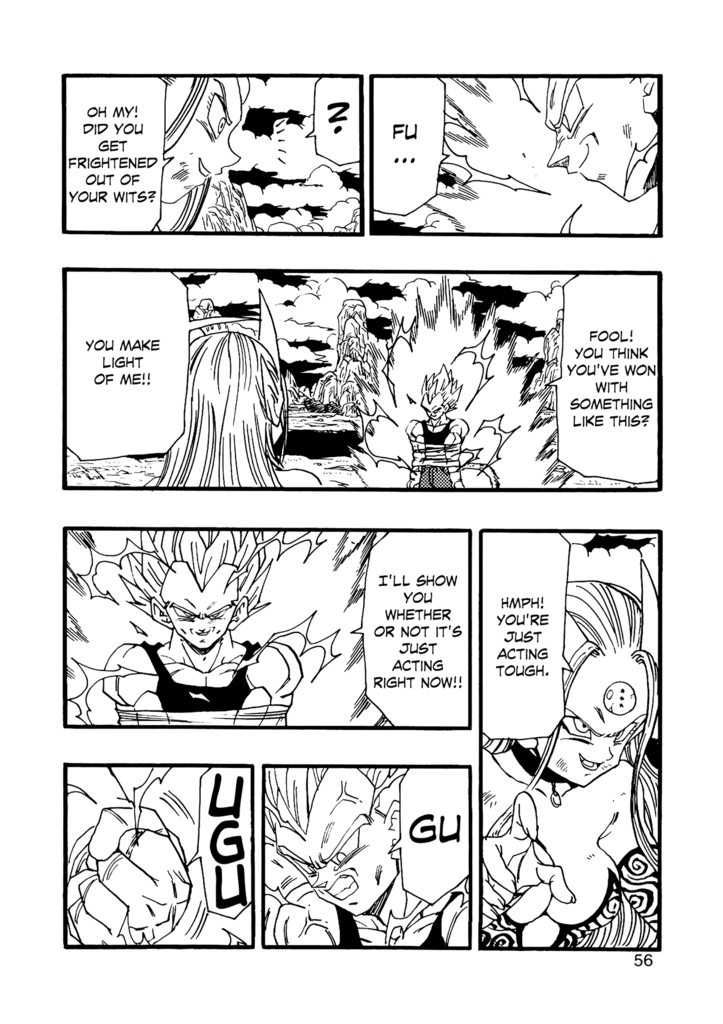 FU
...
?
OH MY!
DID YOU
GET
FRIGHTENED
OUT OF
YOUR WITS?
FOOL!
YOU THINK
YOU'VE WON
WITH
SOMETHING
LIKE THIS?
YOU MAKE
LIGHT
OF ME!!
HMPH!
YOU'RE
JUST
ACTING
TOUGH.
I'LL SHOW
YOU
WHETHER
OR NOT IT'S
JUST
ACTING
RIGHT NOW!!
GU
UGU
56